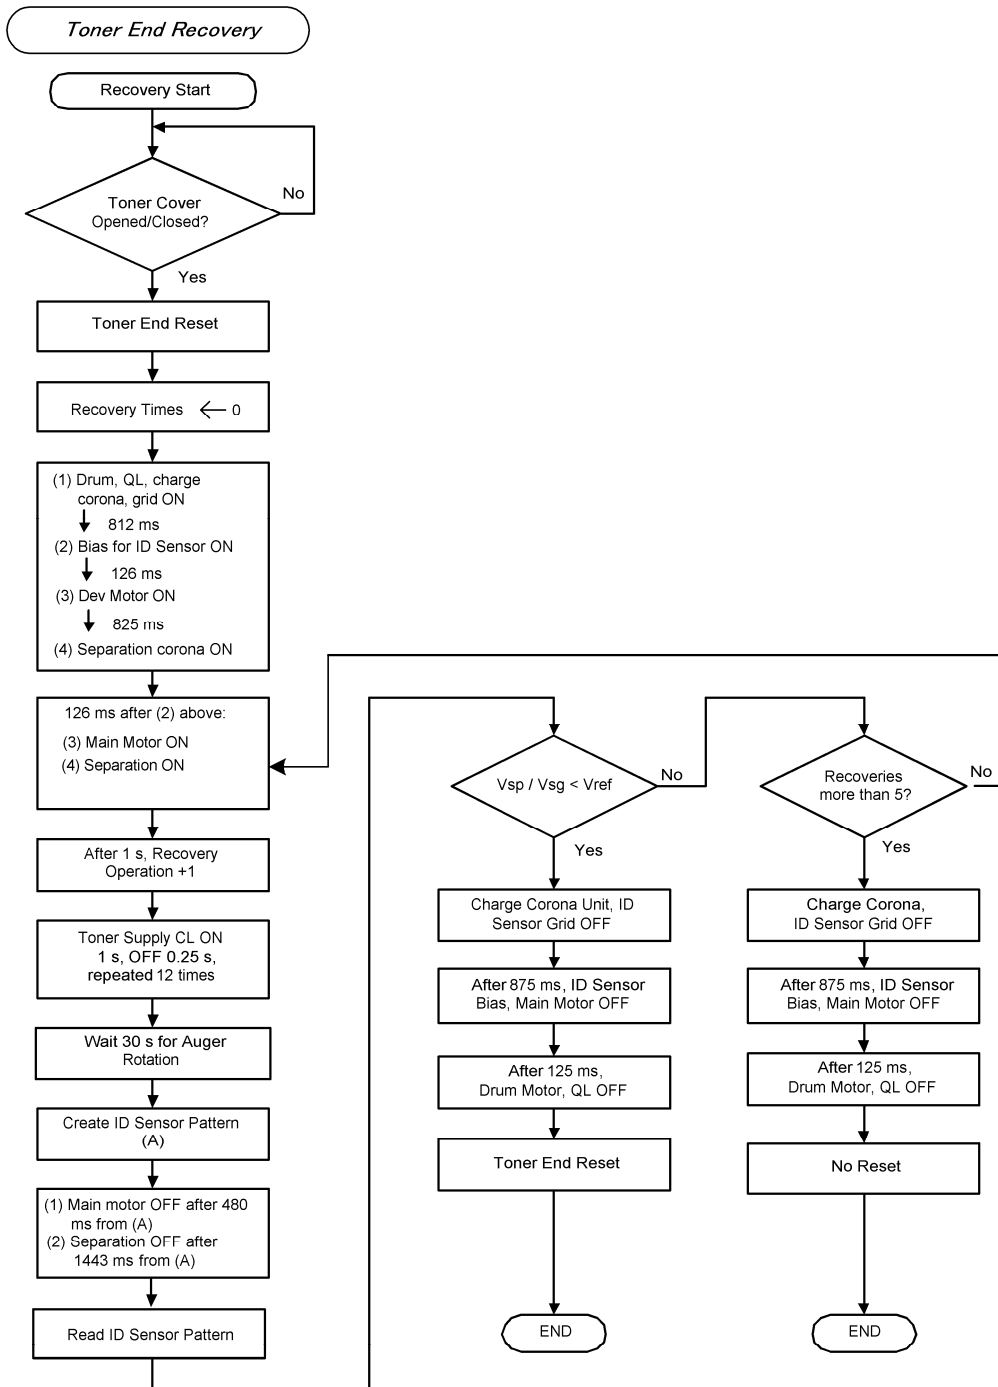 Toner End Recovery
Recovery Start
Toner Cover
Opened/Closed?
No
Yes
Toner End Reset
Recovery Times ← 0
(1) Drum, QL, charge
corona, grid ON
812 ms
(2) Bias for ID Sensor ON
126 ms
(3) Dev Motor ON
825 ms
(4) Separation corona ON
126 ms after (2) above:
(3) Main Motor ON
(4) Separation ON
After 1 s, Recovery
Operation +1
Toner Supply CL ON
1 s, OFF 0.25 s,
repeated 12 times
Wait 30 s for Auger
Rotation
Create ID Sensor Pattern
(A)
(1) Main motor OFF after 480
ms from (A)
(2) Separation OFF after
1443 ms from (A)
Read ID Sensor Pattern
Vsp / Vsg < Vref
No
Yes
Charge Corona Unit, ID
Sensor Grid OFF
After 875 ms, ID Sensor
Bias, Main Motor OFF
After 125 ms,
Drum Motor, QL OFF
Toner End Reset
END
Recoveries
more than 5?
No
Yes
Charge Corona,
ID Sensor Grid OFF
After 875 ms, ID Sensor
Bias, Main Motor OFF
After 125 ms,
Drum Motor, QL OFF
No Reset
END